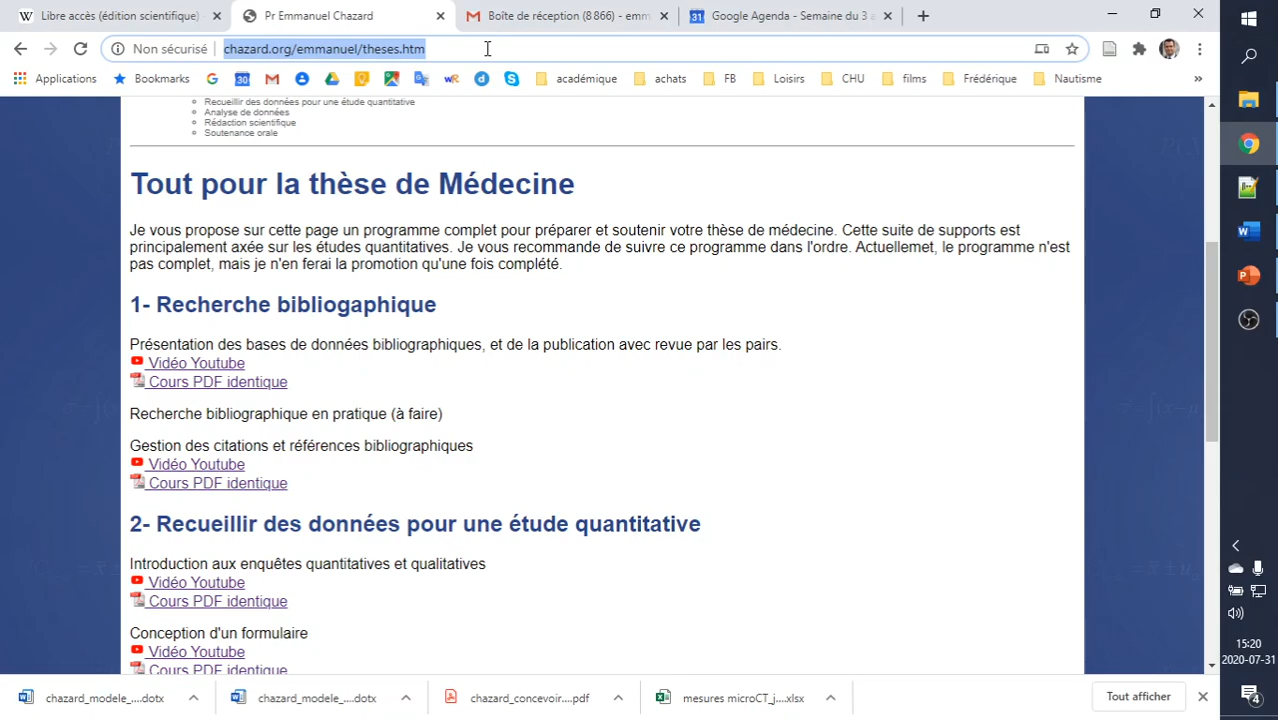 Libre accès (édition scientifique)
Pr Emmanuel Chazard
Boîte de réception (8 866) - emm
Google Agenda - Semaine du 3 a
Non sécurisé
chazard.org/emmanuel/theses.htm
Applications
Bookmarks
académique
achats
FB
Loisirs
CHU
films
Frédérique
Nautisme
Recueillir des données pour une étude quantitative
Analyse de données
Rédaction scientifique
Soutenance orale
Tout pour la thèse de Médecine
Je vous propose sur cette page un programme complet pour préparer et soutenir votre thèse de médecine. Cette suite de supports est
principalement axée sur les études quantitatives. Je vous recommande de suivre ce programme dans l'ordre. Actuellemet, le programme n'est
pas complet, mais je n'en ferai la promotion qu'une fois complété.
1- Recherche bibliogaphique
Présentation des bases de données bibliographiques, et de la publication avec revue par les pairs.
Vidéo Youtube
Cours PDF identique
Recherche bibliographique en pratique (à faire)
Gestion des citations et références bibliographiques
Vidéo Youtube
Cours PDF identique
2- Recueillir des données pour une étude quantitative
Introduction aux enquêtes quantitatives et qualitatives
Vidéo Youtube
Cours PDF identique
Conception d'un formulaire
Vidéo Youtube
Cours PDF identique
chazard_modele_....dotx
chazard_modele_....dotx
chazard_concevoir....pdf
mesures microCT_j....xlsx
Tout afficher
15:20
2020-07-31
4